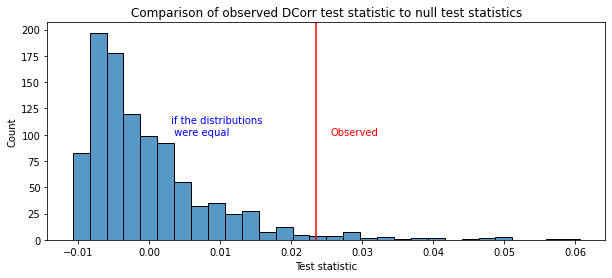 Comparison of observed DCorr test statistic to null test statistics
200
175
150
125
100
75
50
25
0
Count
if the distributions
were equal
Observed
−0.01 0.00 0.01 0.02 0.03 0.04 0.05 0.06
Test statistic